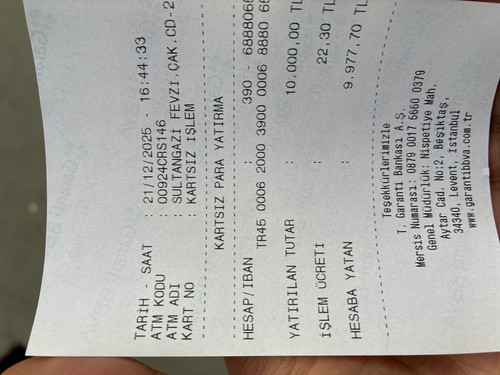 TARİH - SAAT : 21/12/2025 - 16:44:33
ATM KODU : 00924CRS146
ATM ADI : SULTANGAZİ FEVZİ.ÇAK.CD-2
KART NO : KARTSIZ İŞLEM
KARTSIZ PARA YATIRMA
HESAP/IBAN : 390 - 6888066
TR45 0006 2000 3900 0006 8880 66
YATIRILAN TUTAR : 10.000,00 TL
İŞLEM ÜCRETİ : 22,30 TL
HESABA YATAN : 9.977,70 TL
Teşekkürlerimizle
T. Garanti Bankası A.Ş.
Mersis Numarası: 0879 0017 5660 0379
Genel Müdürlük: Nispetiye Mah.
Aytar Cad. No:2, Beşiktaş,
34340, Levent, İstanbul
www.garantibbva.com.tr